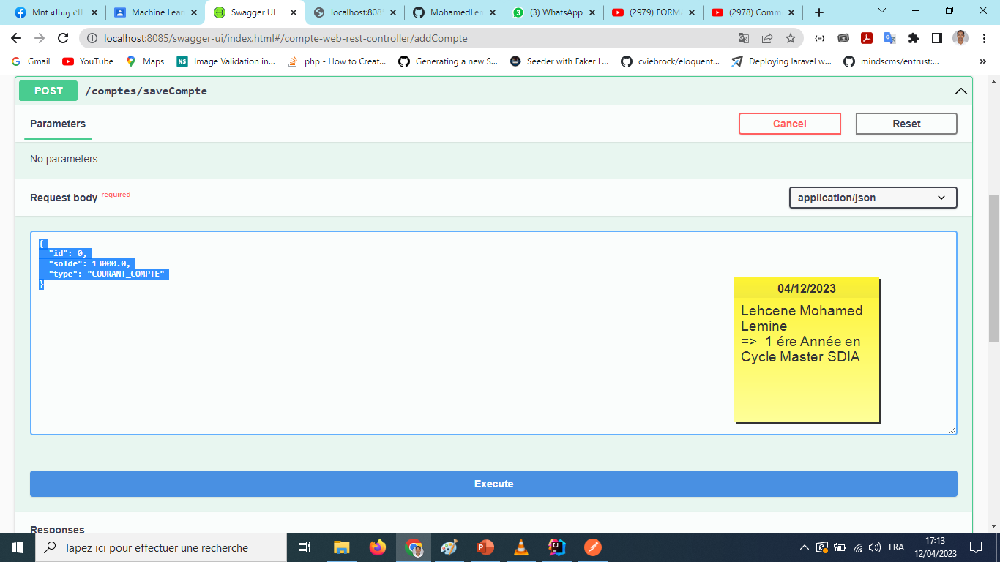 Mnt لك رسالة
Machine Lear
Swagger UI
localhost:808
MohamedLem
(3) WhatsApp
(2979) FORM
(2978) Comm
localhost:8085/swagger-ui/index.html#/compte-web-rest-controller/addCompte
Gmail
YouTube
Maps
Image Validation in...
php - How to Creat...
Generating a new S...
Seeder with Faker L...
cviebrock/eloquent...
Deploying laravel w...
mindscms/entrust:...
»
POST /comptes/saveCompte
Parameters
Cancel
Reset
No parameters
Request body required
application/json
{
"id": 0,
"solde": 13000.0,
"type": "COURANT_COMPTE"
}
04/12/2023
Lehcene Mohamed
Lemine
=> 1 ére Année en
Cycle Master SDIA
Execute
Responses
Tapez ici pour effectuer une recherche
FRA
17:13
12/04/2023